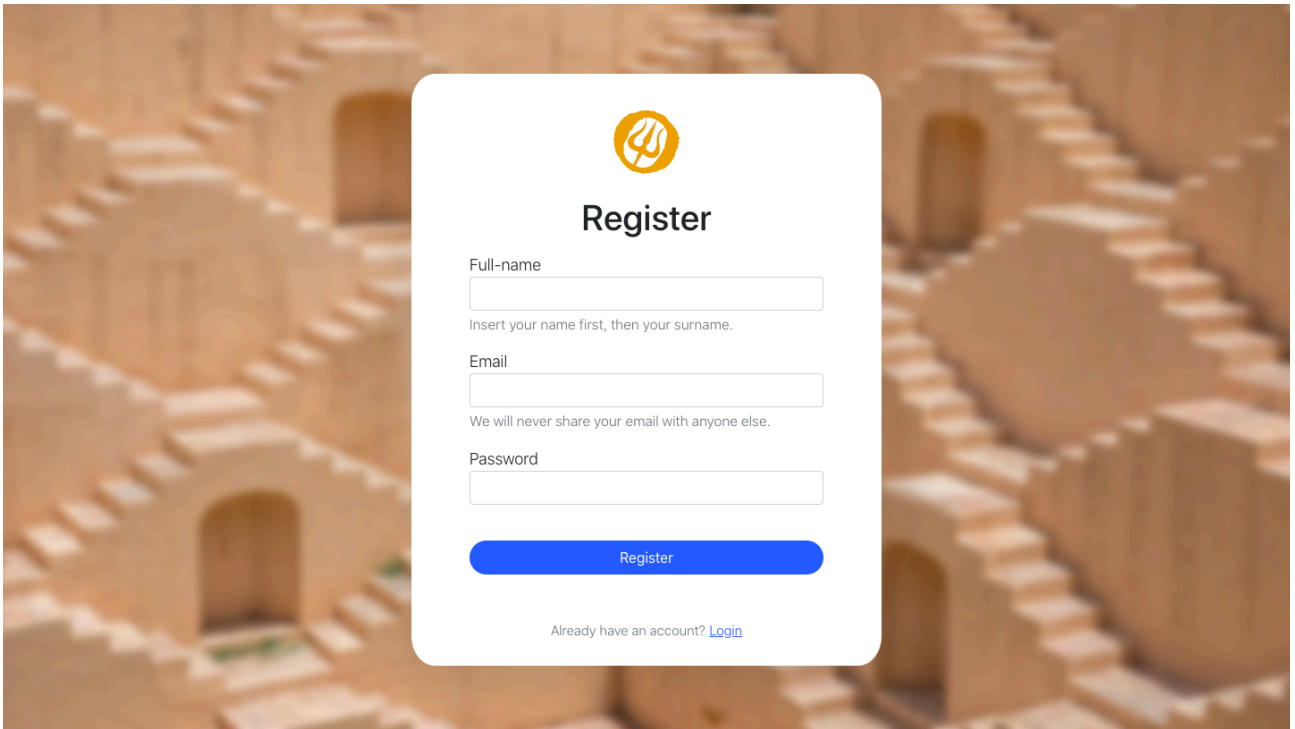 Register
Full-name
Insert your name first, then your surname.
Email
We will never share your email with anyone else.
Password
Register
Already have an account? Login